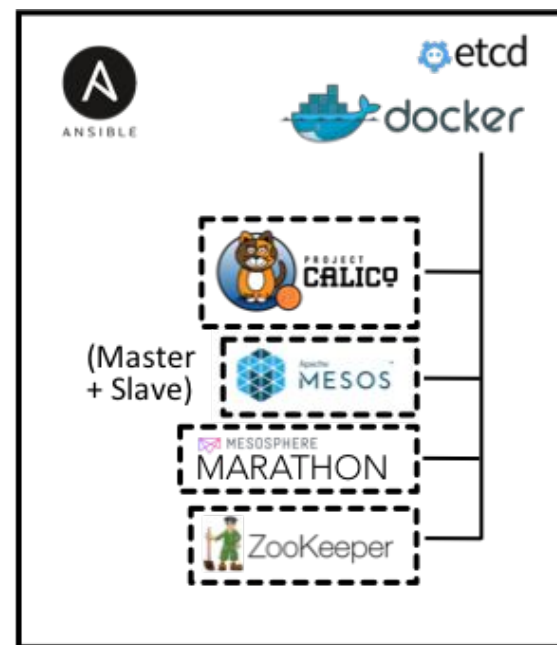 etcd
docker
ANSIBLE
PROJECT
CALICO
(Master
+ Slave)
Apache
MESOS
MESOSPHERE
MARATHON
ZooKeeper